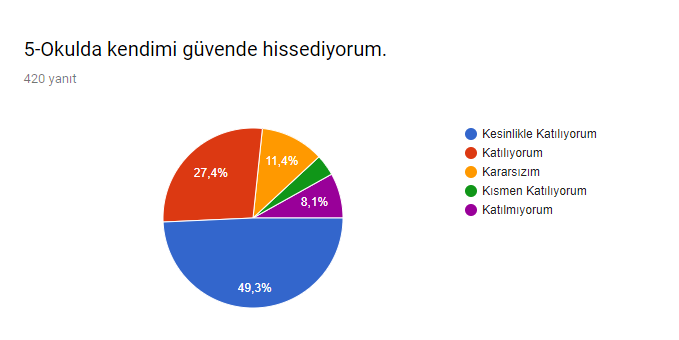 5-Okulda kendimi güvende hissediyorum.
420 yanıt
Kesinlikle Katılıyorum
Katılıyorum
Kararsızım
Kısmen Katılıyorum
Katılmıyorum
27,4%
11,4%
8,1%
49,3%